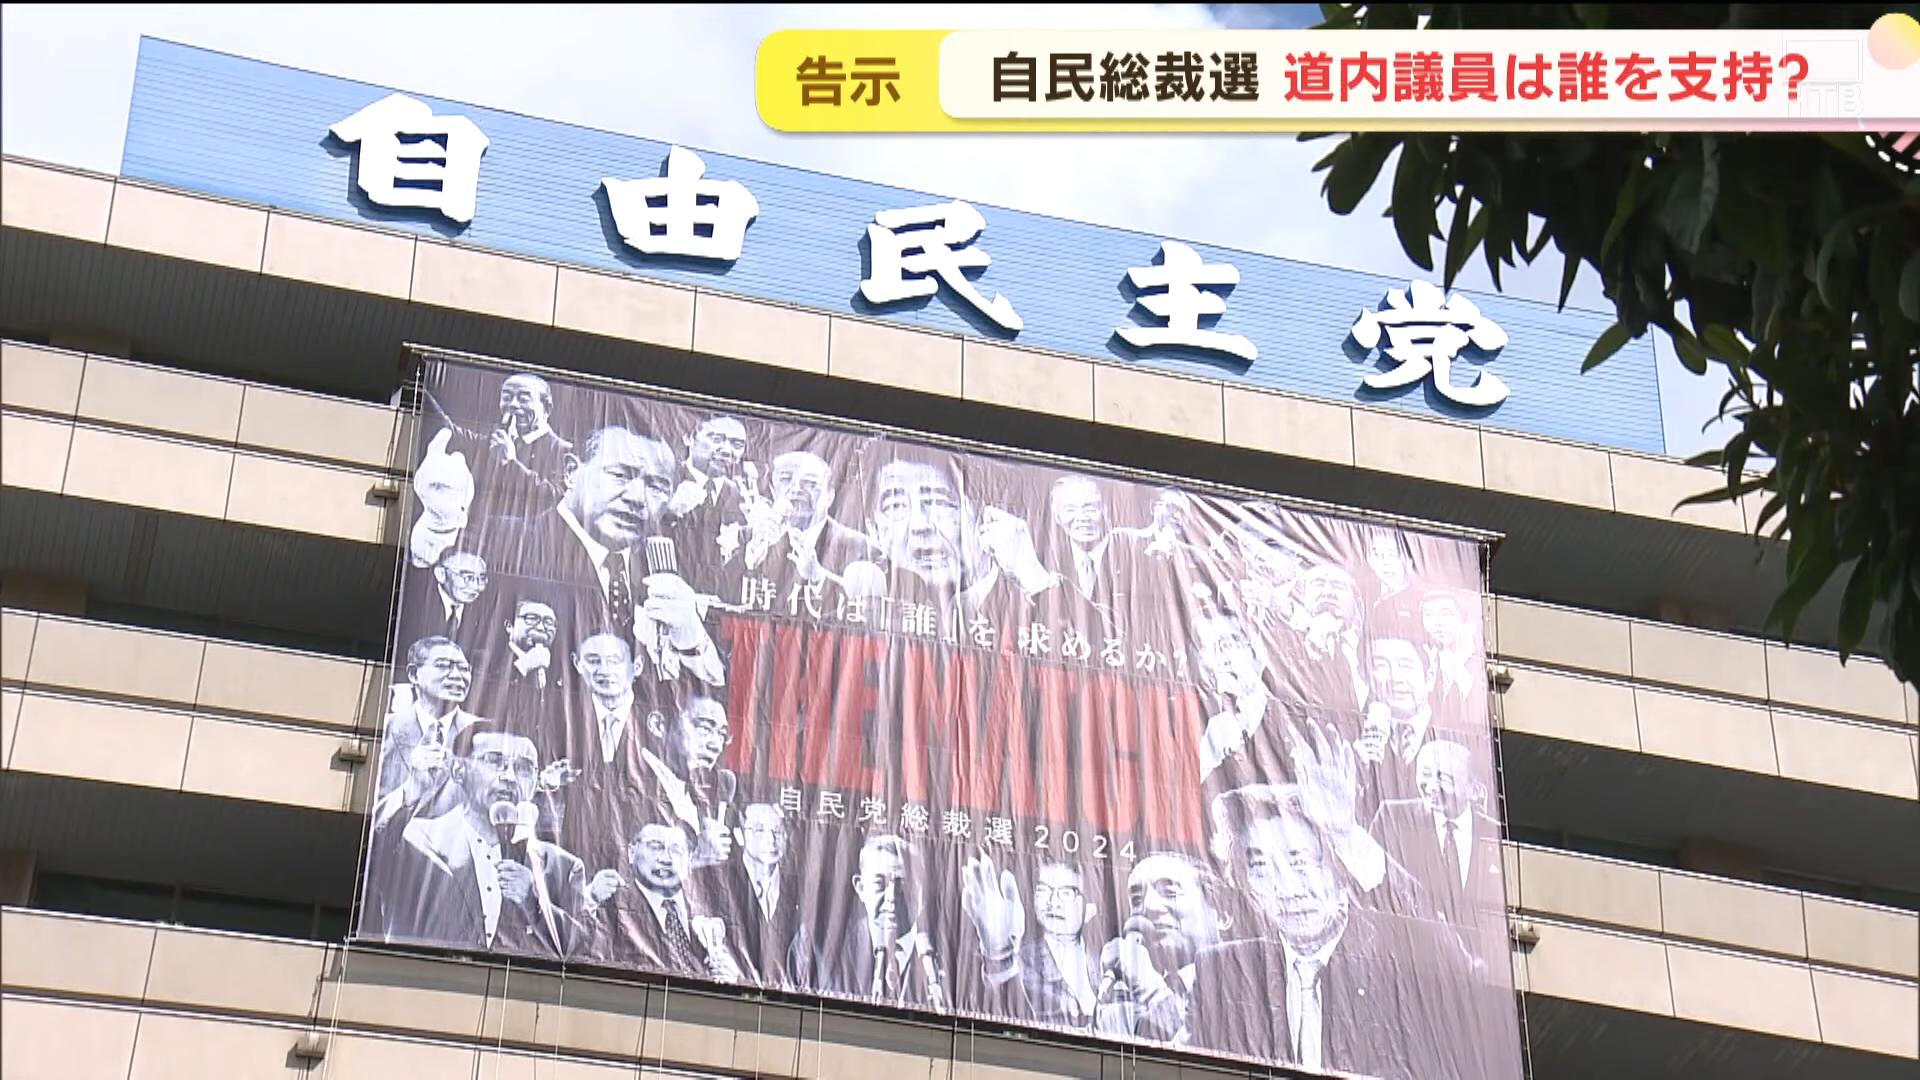 告示 自民総裁選 道内議員は誰を支持?
HTB
自由民主党
時代は「誰」を求めるか?
THE MATCH
自民党総裁選2024